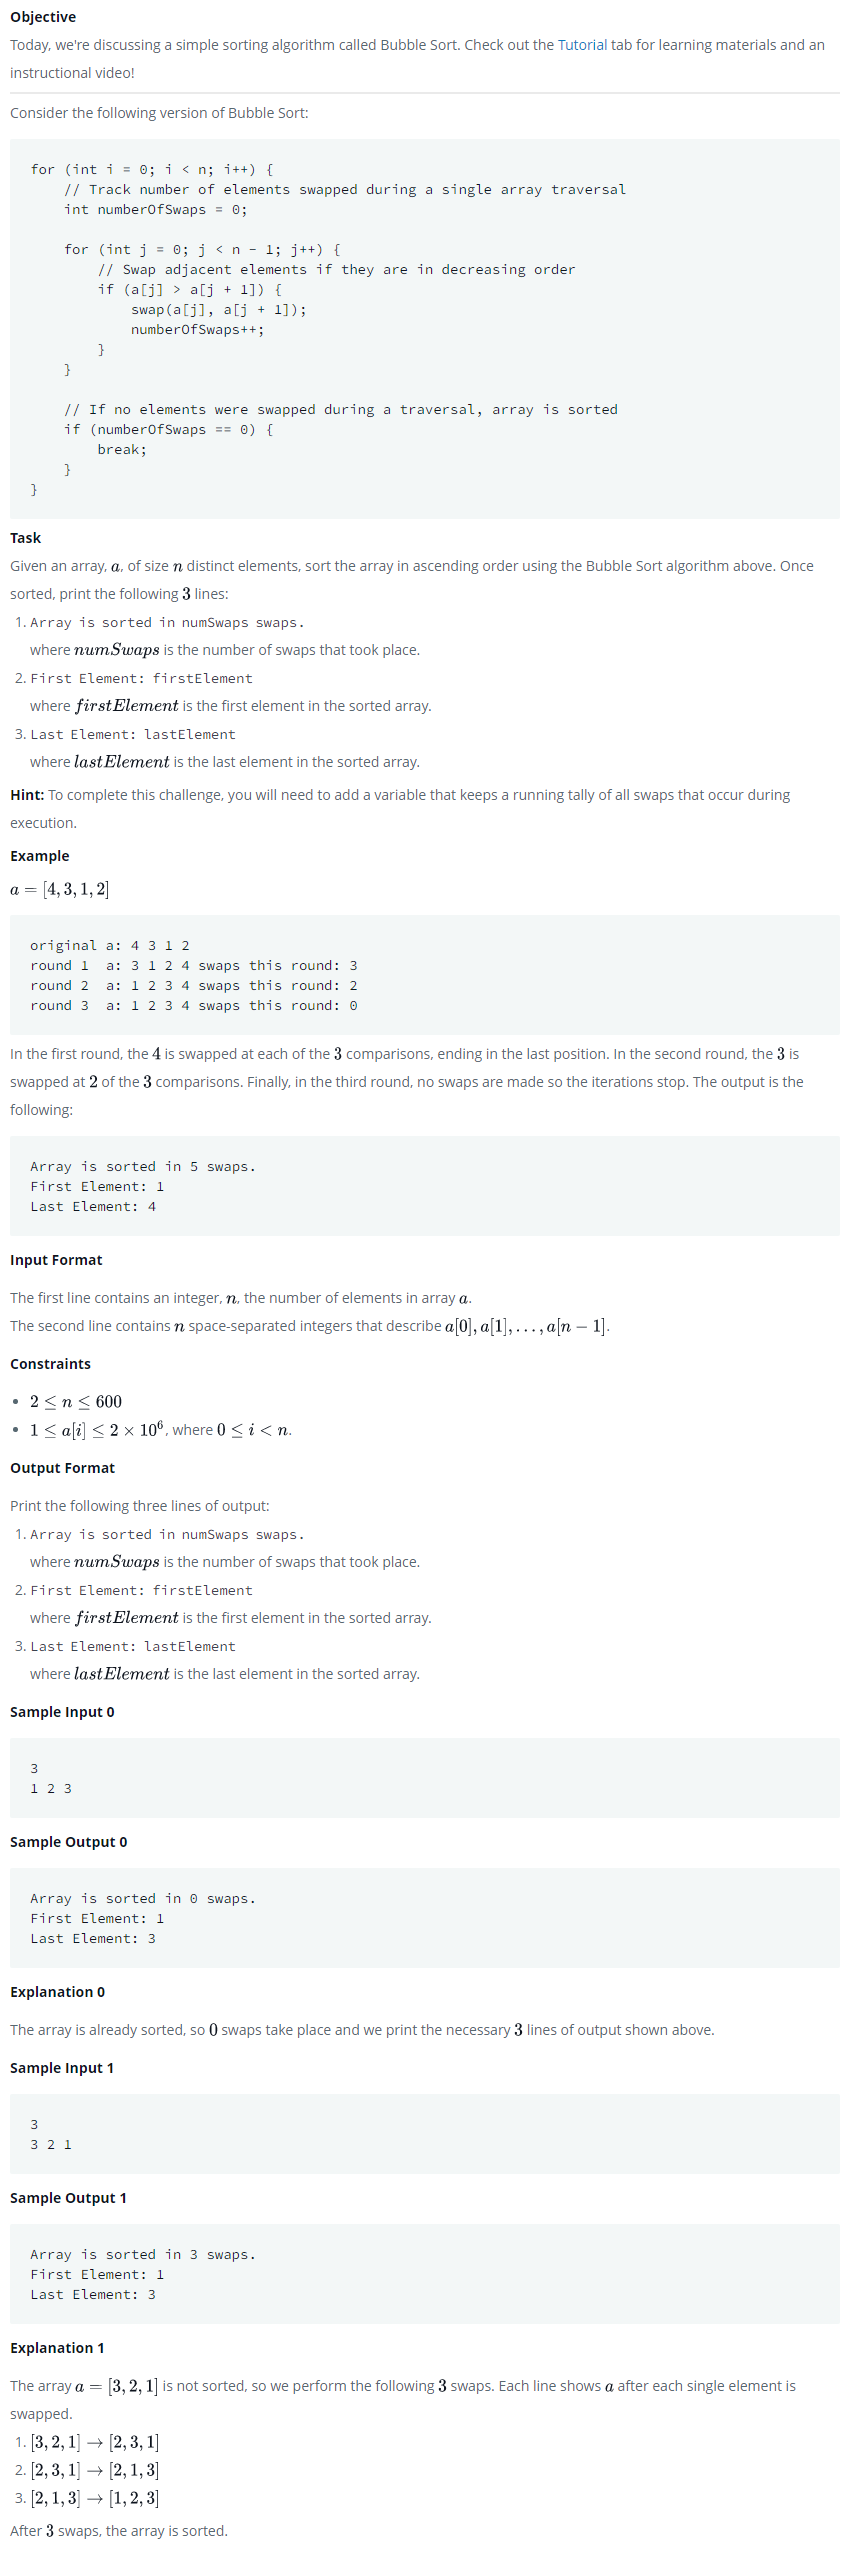 Objective
Today, we're discussing a simple sorting algorithm called Bubble Sort. Check out the Tutorial tab for learning materials and an
instructional video!
Consider the following version of Bubble Sort:
for (int i = 0; i < n; i++) {
    // Track number of elements swapped during a single array traversal
    int numberOfSwaps = 0;
    for (int j = 0; j < n - 1; j++) {
        // Swap adjacent elements if they are in decreasing order
        if (a[j] > a[j + 1]) {
            swap(a[j], a[j + 1]);
            numberOfSwaps++;
        }
    }
    // If no elements were swapped during a traversal, array is sorted
    if (numberOfSwaps == 0) {
        break;
    }
}
Task
Given an array, a, of size n distinct elements, sort the array in ascending order using the Bubble Sort algorithm above. Once
sorted, print the following 3 lines:
1. Array is sorted in numSwaps swaps.
where numSwaps is the number of swaps that took place.
2. First Element: firstElement
where firstElement is the first element in the sorted array.
3. Last Element: lastElement
where lastElement is the last element in the sorted array.
Hint: To complete this challenge, you will need to add a variable that keeps a running tally of all swaps that occur during
execution.
Example
a = [4, 3, 1, 2]
original a: 4 3 1 2
round 1  a: 3 1 2 4 swaps this round: 3
round 2  a: 1 2 3 4 swaps this round: 2
round 3  a: 1 2 3 4 swaps this round: 0
In the first round, the 4 is swapped at each of the 3 comparisons, ending in the last position. In the second round, the 3 is
swapped at 2 of the 3 comparisons. Finally, in the third round, no swaps are made so the iterations stop. The output is the
following:
Array is sorted in 5 swaps.
First Element: 1
Last Element: 4
Input Format
The first line contains an integer, n, the number of elements in array a.
The second line contains n space-separated integers that describe a[0], a[1], . . . , a[n − 1].
Constraints
• 2 ≤ n ≤ 600
• 1 ≤ a[i] ≤ 2 × 10⁶, where 0 ≤ i < n.
Output Format
Print the following three lines of output:
1. Array is sorted in numSwaps swaps.
where numSwaps is the number of swaps that took place.
2. First Element: firstElement
where firstElement is the first element in the sorted array.
3. Last Element: lastElement
where lastElement is the last element in the sorted array.
Sample Input 0
3
1 2 3
Sample Output 0
Array is sorted in 0 swaps.
First Element: 1
Last Element: 3
Explanation 0
The array is already sorted, so 0 swaps take place and we print the necessary 3 lines of output shown above.
Sample Input 1
3
3 2 1
Sample Output 1
Array is sorted in 3 swaps.
First Element: 1
Last Element: 3
Explanation 1
The array a = [3, 2, 1] is not sorted, so we perform the following 3 swaps. Each line shows a after each single element is
swapped.
1. [3, 2, 1] → [2, 3, 1]
2. [2, 3, 1] → [2, 1, 3]
3. [2, 1, 3] → [1, 2, 3]
After 3 swaps, the array is sorted.